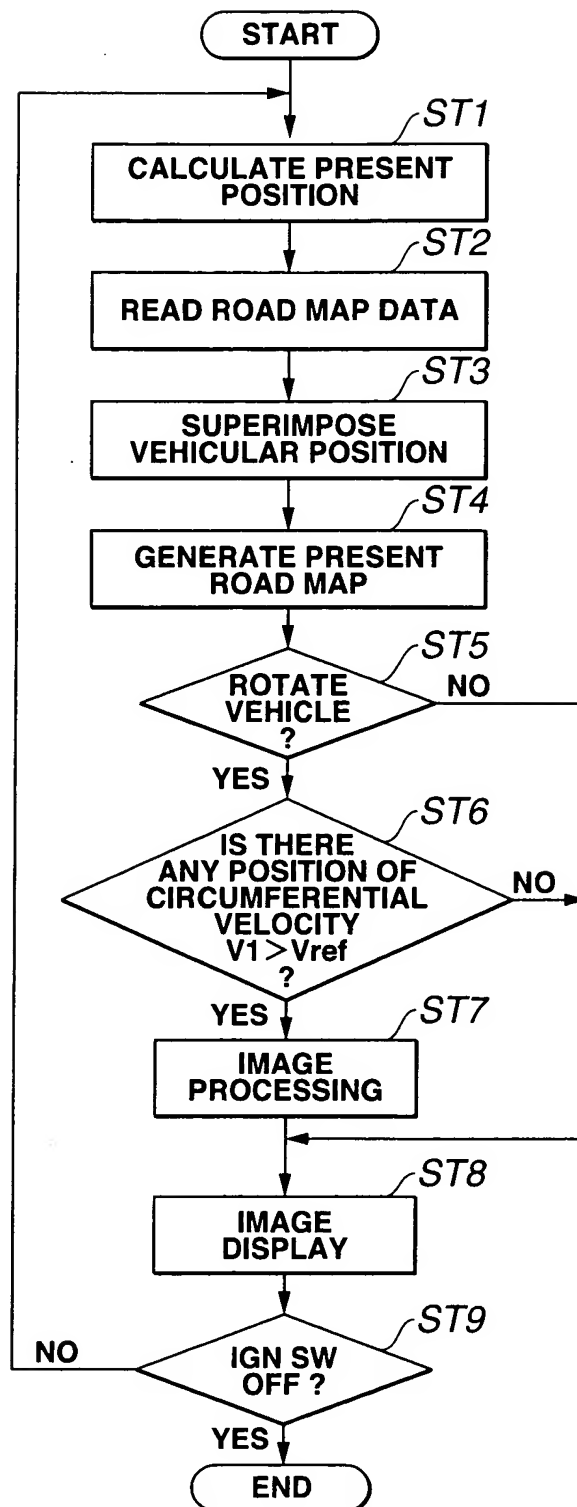 START
ST1
CALCULATE PRESENT
POSITION
ST2
READ ROAD MAP DATA
ST3
SUPERIMPOSE
VEHICULAR POSITION
ST4
GENERATE PRESENT
ROAD MAP
ST5
ROTATE
VEHICLE
?
NO
YES
ST6
IS THERE
ANY POSITION OF
CIRCUMFERENTIAL
VELOCITY
V1>Vref
?
NO
YES
ST7
IMAGE
PROCESSING
ST8
IMAGE
DISPLAY
ST9
IGN SW
OFF ?
NO
YES
END